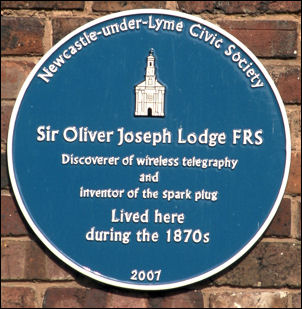 Newcastle-under-Lyme Civic Society
Sir Oliver Joseph Lodge FRS
Discoverer of wireless telegraphy
and
inventor of the spark plug
Lived here
during the 1870s
2007